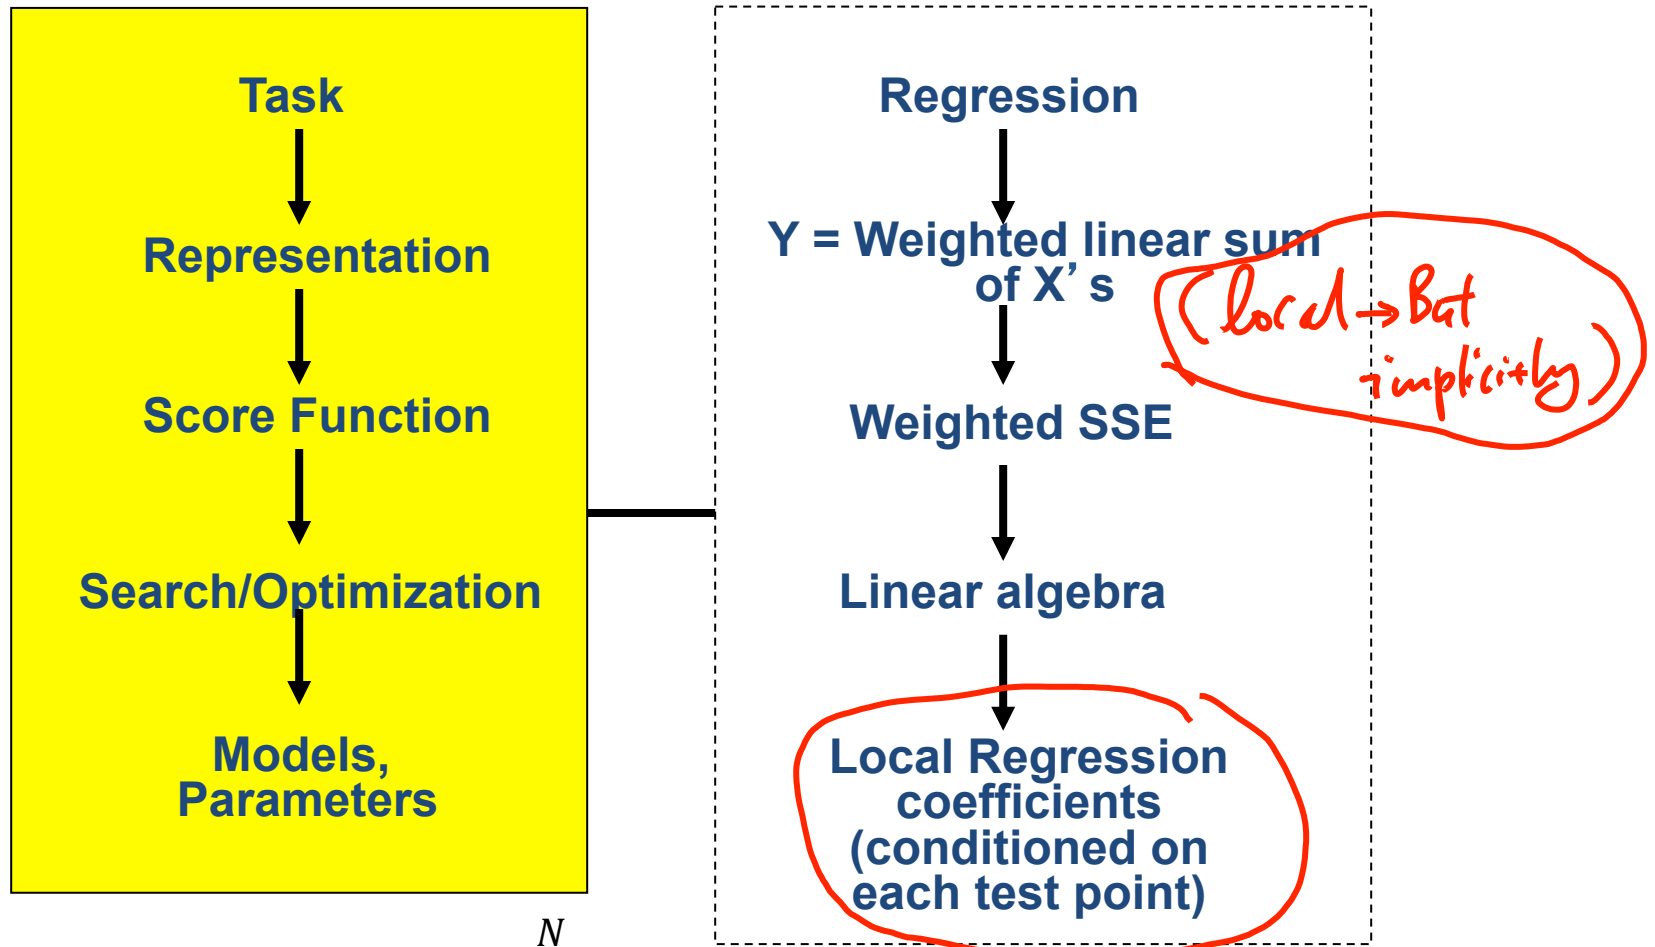 Task
Representation
Score Function
Search/Optimization
Models,
Parameters
Regression
Y = Weighted linear sum
of X’s
(local → But
implicitly)
Weighted SSE
Linear algebra
Local Regression
coefficients
(conditioned on
each test point)
N